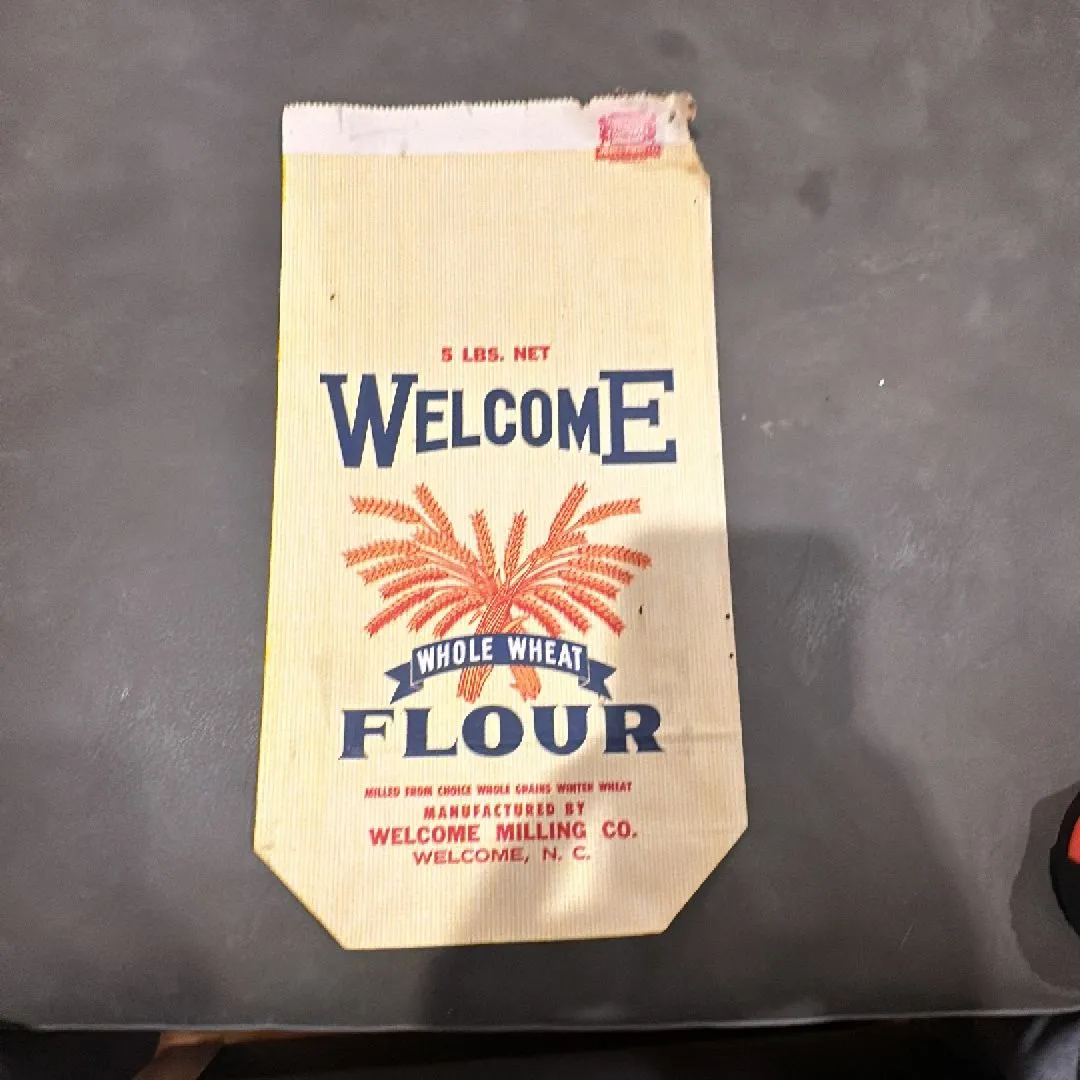 5 LBS. NET
WELCOME
WHOLE WHEAT
FLOUR
MILLED FROM CHOICE WHOLE GRAINS WINTER WHEAT
MANUFACTURED BY
WELCOME MILLING CO.
WELCOME, N. C.